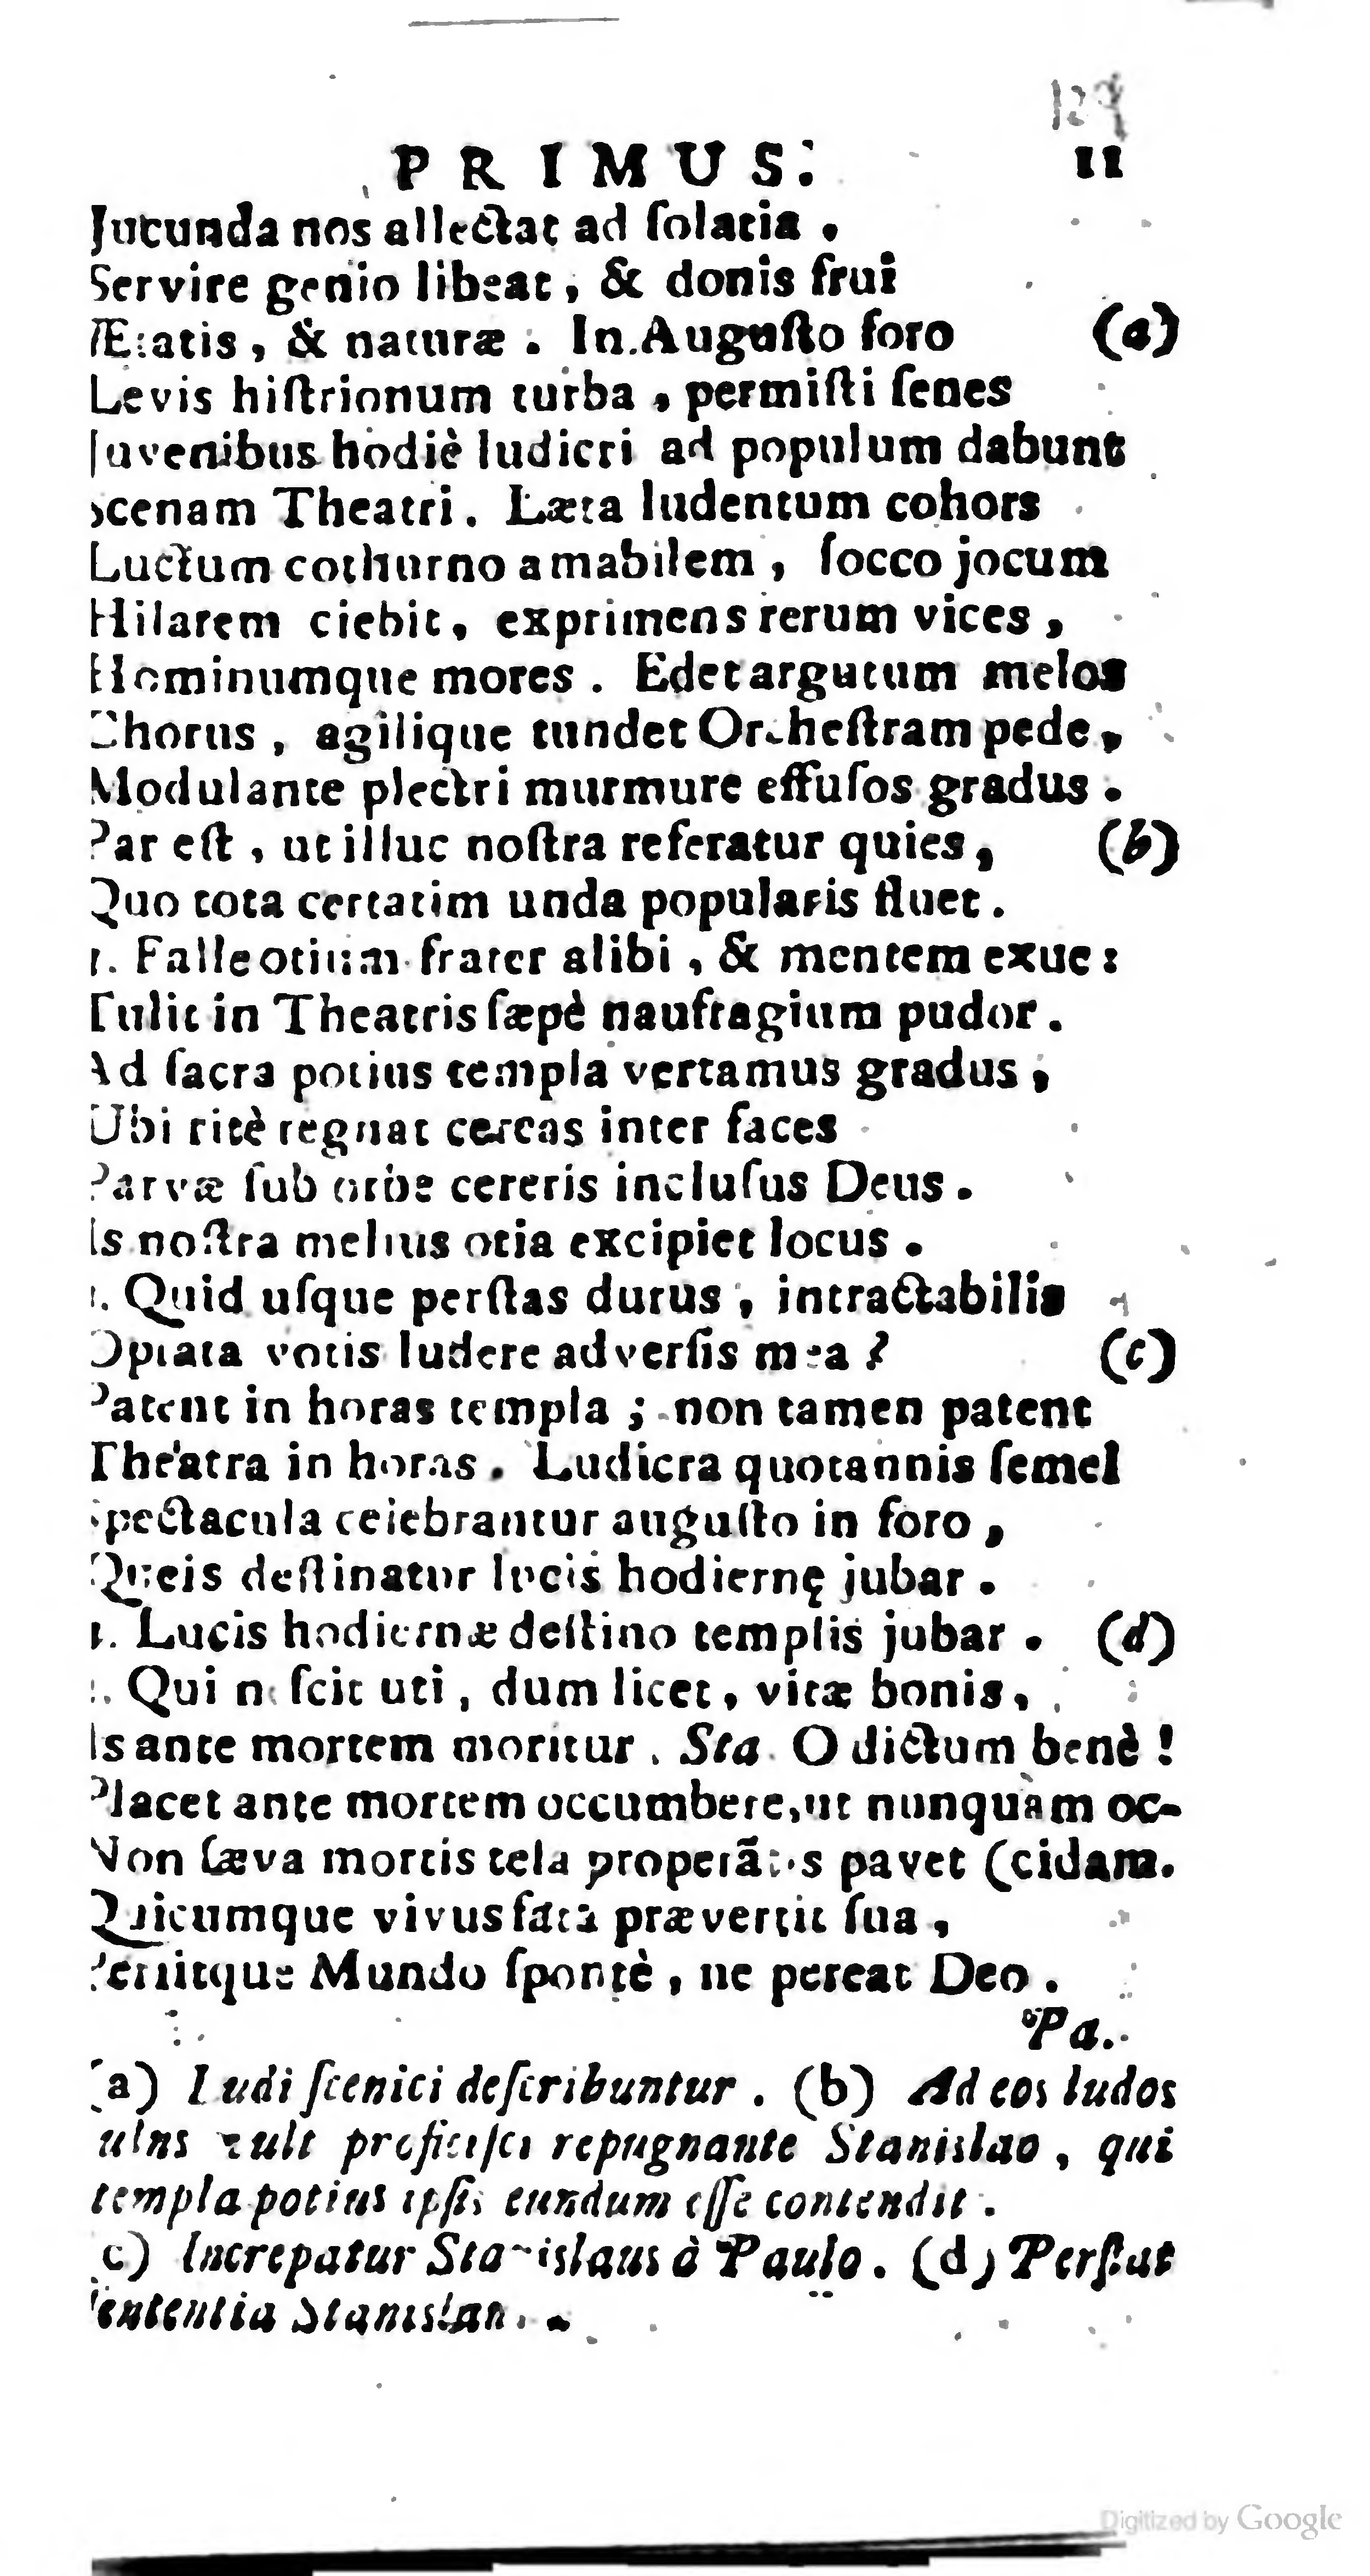 129
PRIMUS. 11
Jucunda nos allectat ad ſolatia.
Servire genio libeat, & donis frui
Ætatis, & naturæ. In Auguſto foro (a)
Levis hiſtrionum turba, permiſti ſenes
Juvenibus hodiè ludicri ad populum dabunt
Scenam Theatri. Læta ludentum cohors
Luctum cothurno amabilem, ſocco jocum
Hilarem ciebit, exprimens rerum vices,
Hominumque mores. Edet argutum melos
Chorus, agilique tundet Orcheſtram pede,
Modulante plectri murmure effuſos gradus.
Par eſt, ut illuc noſtra referatur quies, (b)
Quo tota certatim unda popularis fluet.
Falle otium frater alibi, & mentem exue:
Tulit in Theatris ſæpè naufragium pudor.
Ad ſacra potius templa vertamus gradus,
Ubi ritè regnat cereas inter faces
Parvæ ſub orbe cereris incluſus Deus.
Is noſtra melius otia excipiet locus.
Quid uſque perſtas durus, intractabilis
Optata votis ludere adverſis mea? (c)
Patent in horas templa; non tamen patent
Theatra in horas. Ludicra quotannis ſemel
Spectacula celebrantur auguſto in foro,
Queis deſtinatur lucis hodiernę jubar.
Lucis hodiernæ deſtino templis jubar. (d)
Qui neſcit uti, dum licet, vitæ bonis,
Is ante mortem moritur. Sta. O dictum benè!
Placet ante mortem occumbere, ut nunquàm oc-
Non ſæva mortis tela properãtis pavet (cidam.
Quicumque vivus fata prævertit ſua,
Peritque Mundo ſpontè, ne pereat Deo.
Pa.
(a) Ludi ſcenici deſcribuntur. (b) Ad eos ludos
ulus vult proficiſci repugnante Stanislao, qui
templa potius ipſis eundum eſſe contendit.
(c) Increpatur Stanislaus à Paulo. (d) Perſtat
ſententia Stanislau.
Digitized by Google